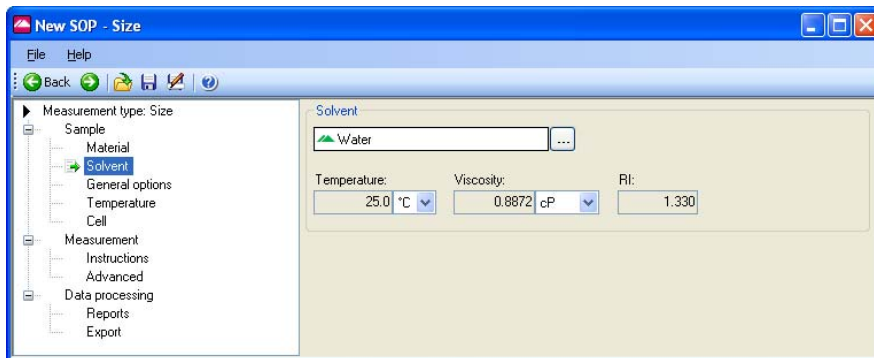 New SOP - Size
File Help
Back
Measurement type: Size
Sample
Material
Solvent
General options
Temperature
Cell
Measurement
Instructions
Advanced
Data processing
Reports
Export
Solvent
Water ...
Temperature: Viscosity: RI:
25.0 °C 0.8872 cP 1.330